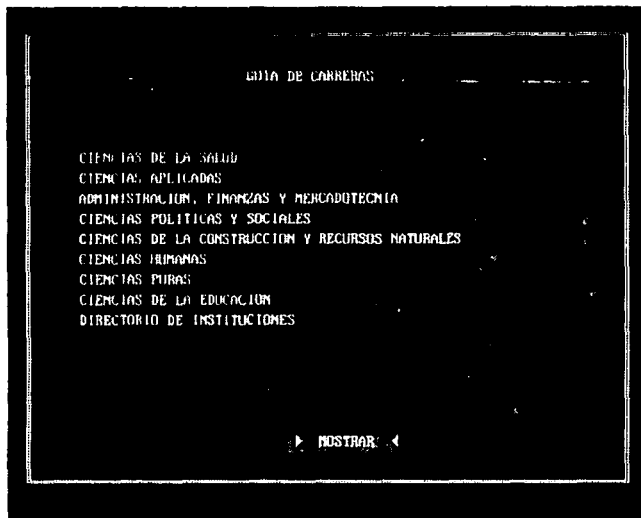 GUIA DE CARRERAS
CIENCIAS DE LA SALUD
CIENCIAS APLICADAS
ADMINISTRACION, FINANZAS Y MERCADOTECNIA
CIENCIAS POLITICAS Y SOCIALES
CIENCIAS DE LA CONSTRUCCION Y RECURSOS NATURALES
CIENCIAS HUMANAS
CIENCIAS PURAS
CIENCIAS DE LA EDUCACION
DIRECTORIO DE INSTITUCIONES
► MOSTRAR ◄